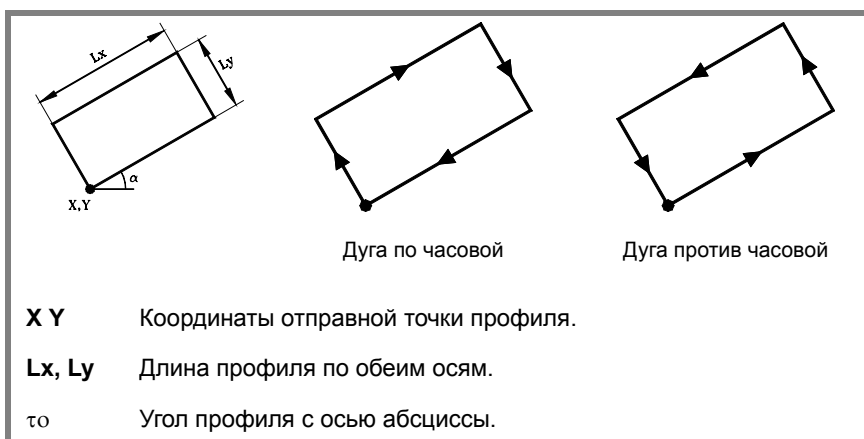 Lx
Ly
α
X,Y
Дуга по часовой
Дуга против часовой
X Y Координаты отправной точки профиля.
Lx, Ly Длина профиля по обеим осям.
το Угол профиля с осью абсциссы.